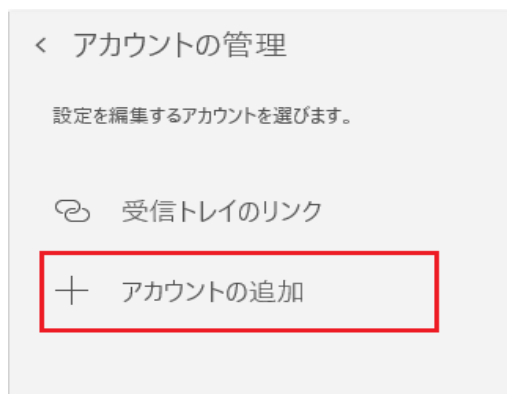 < アカウントの管理
設定を編集するアカウントを選びます。
受信トレイのリンク
アカウントの追加